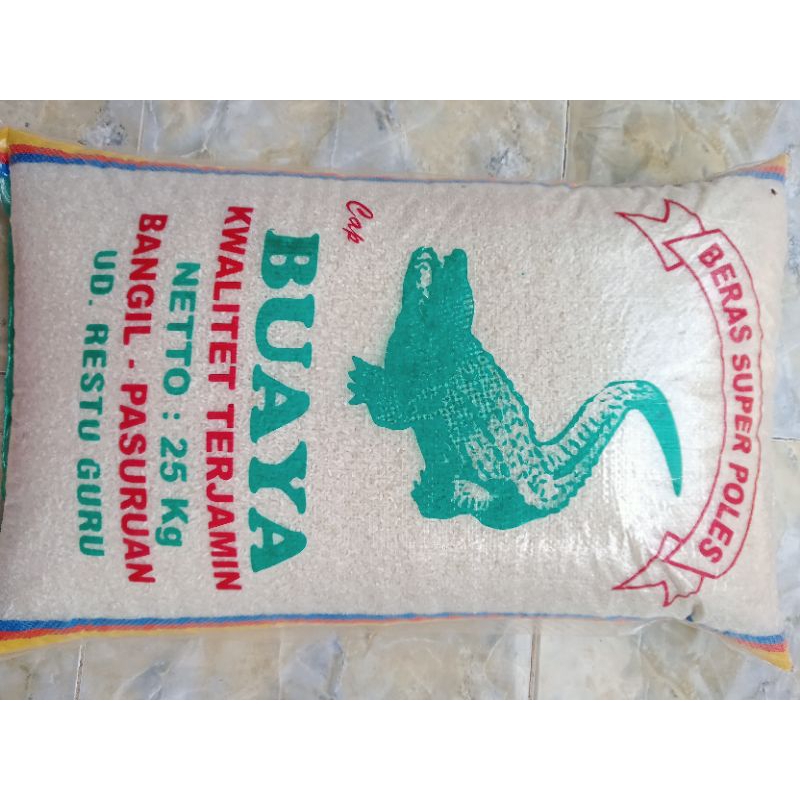 BERAS SUPER POLES
Cap
BUAYA
KWALITET TERJAMIN
NETTO : 25 Kg
BANGIL - PASURUAN
UD. RESTU GURU